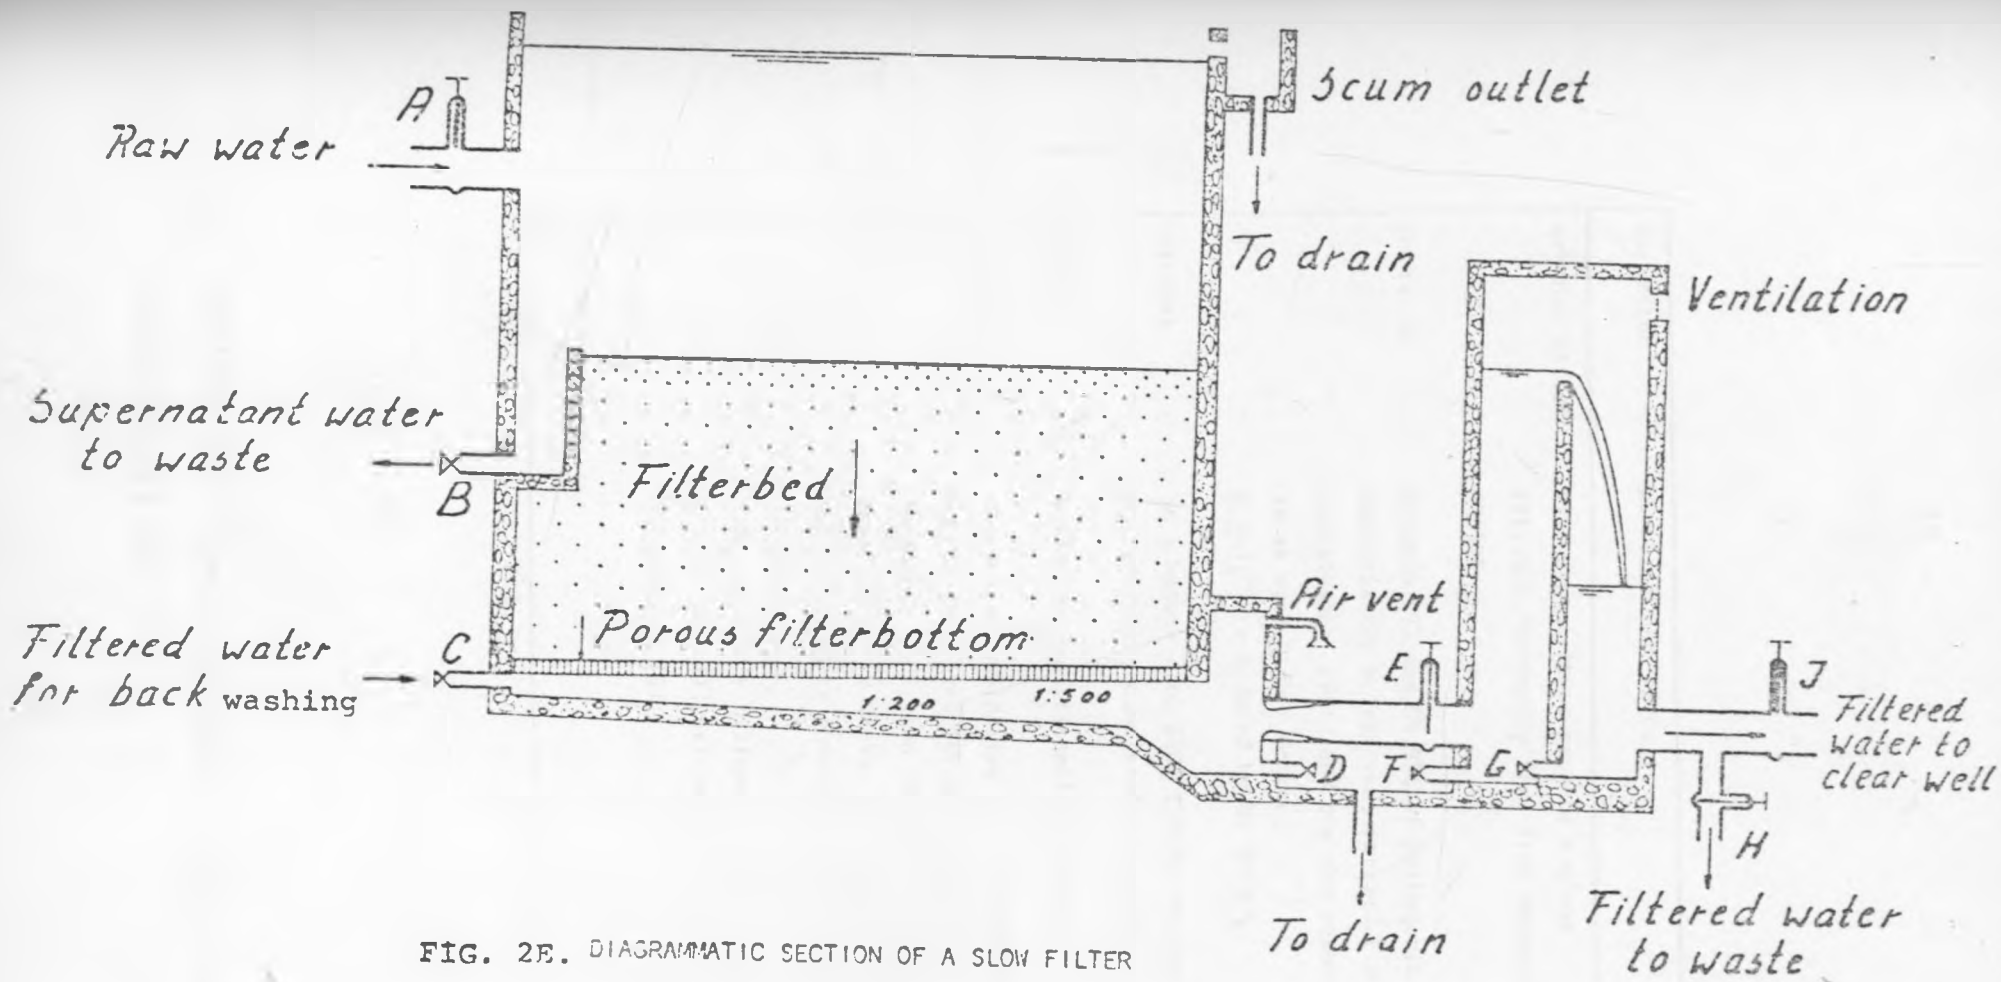 A
Raw water
Scum outlet
To drain
Ventilation
Supernatant water
to waste
B
Filterbed
Air vent
Porous filterbottom
Filtered water
for back washing
C
1:200
1:500
E
J
Filtered
water to
clear well
D
F
G
H
To drain
Filtered water
to waste
FIG. 2E. DIAGRAMMATIC SECTION OF A SLOW FILTER